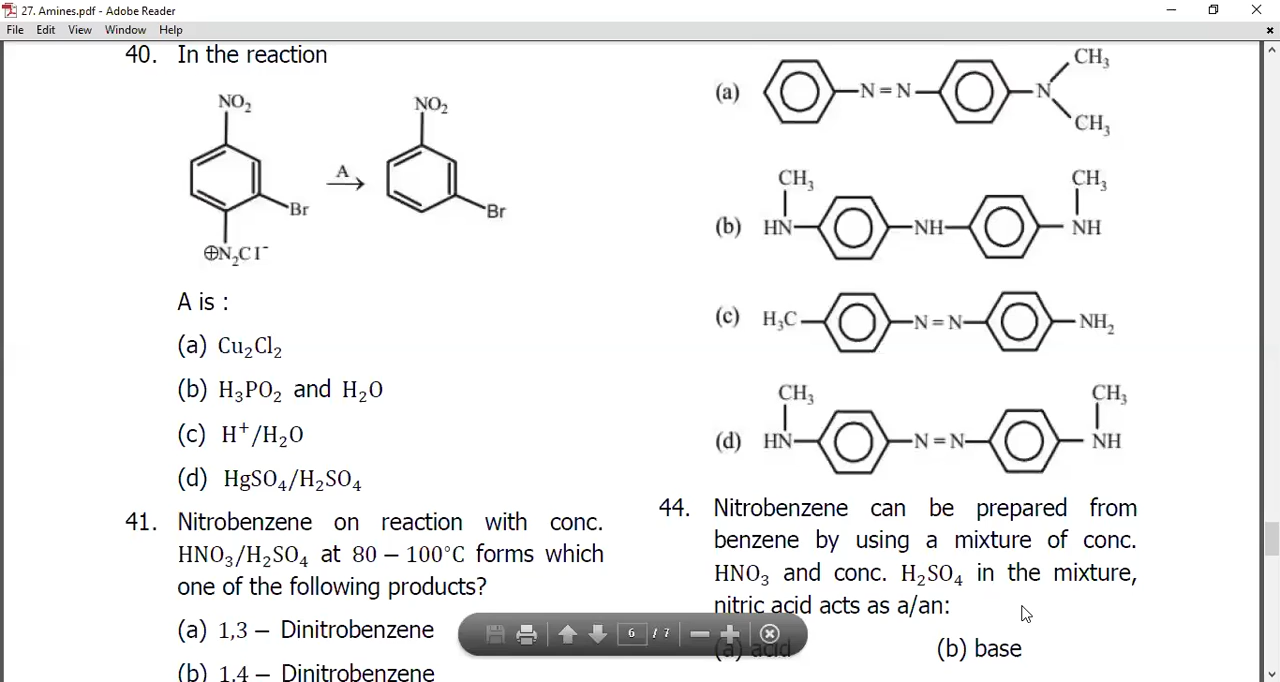 27. Amines.pdf - Adobe Reader
File Edit View Window Help
40. In the reaction
NO₂ NO₂
A
Br Br
⊕N₂Cl⁻
A is :
(a) Cu₂Cl₂
(b) H₃PO₂ and H₂O
(c) H⁺/H₂O
(d) HgSO₄/H₂SO₄
41. Nitrobenzene on reaction with conc.
HNO₃/H₂SO₄ at 80 – 100°C forms which
one of the following products?
(a) 1,3 – Dinitrobenzene
(b) 1,4 – Dinitrobenzene
CH₃
(a) N = N N
CH₃
CH₃ CH₃
(b) HN NH NH
(c) H₃C N = N NH₂
CH₃ CH₃
(d) HN N = N NH
44. Nitrobenzene can be prepared from
benzene by using a mixture of conc.
HNO₃ and conc. H₂SO₄ in the mixture,
nitric acid acts as a/an:
(a) acid (b) base
6 / 7